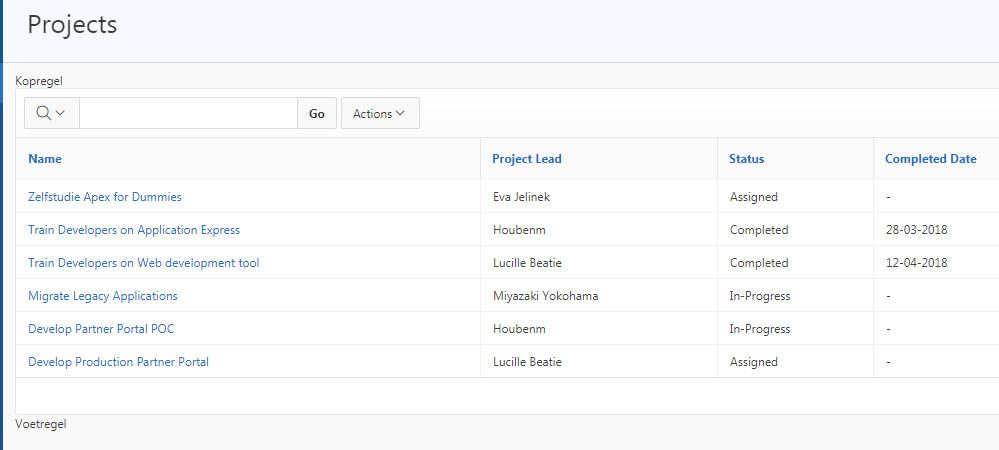 Projects
Kopregel
Go Actions
Name Project Lead Status Completed Date
Zelfstudie Apex for Dummies Eva Jelinek Assigned -
Train Developers on Application Express Houbenm Completed 28-03-2018
Train Developers on Web development tool Lucille Beatie Completed 12-04-2018
Migrate Legacy Applications Miyazaki Yokohama In-Progress -
Develop Partner Portal POC Houbenm In-Progress -
Develop Production Partner Portal Lucille Beatie Assigned -
Voetregel